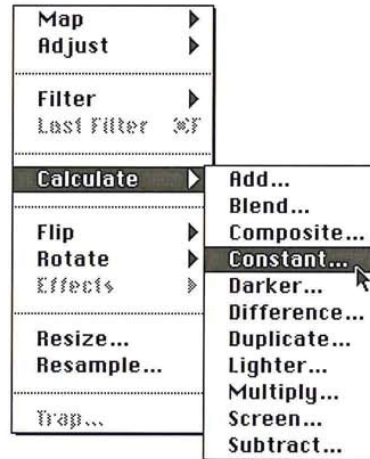 Map
Adjust
Filter
Last Filter ⌘F
Calculate
Flip
Rotate
Effects
Resize...
Resample...
Trap...
Add...
Blend...
Composite...
Constant...
Darker...
Difference...
Duplicate...
Lighter...
Multiply...
Screen...
Subtract...